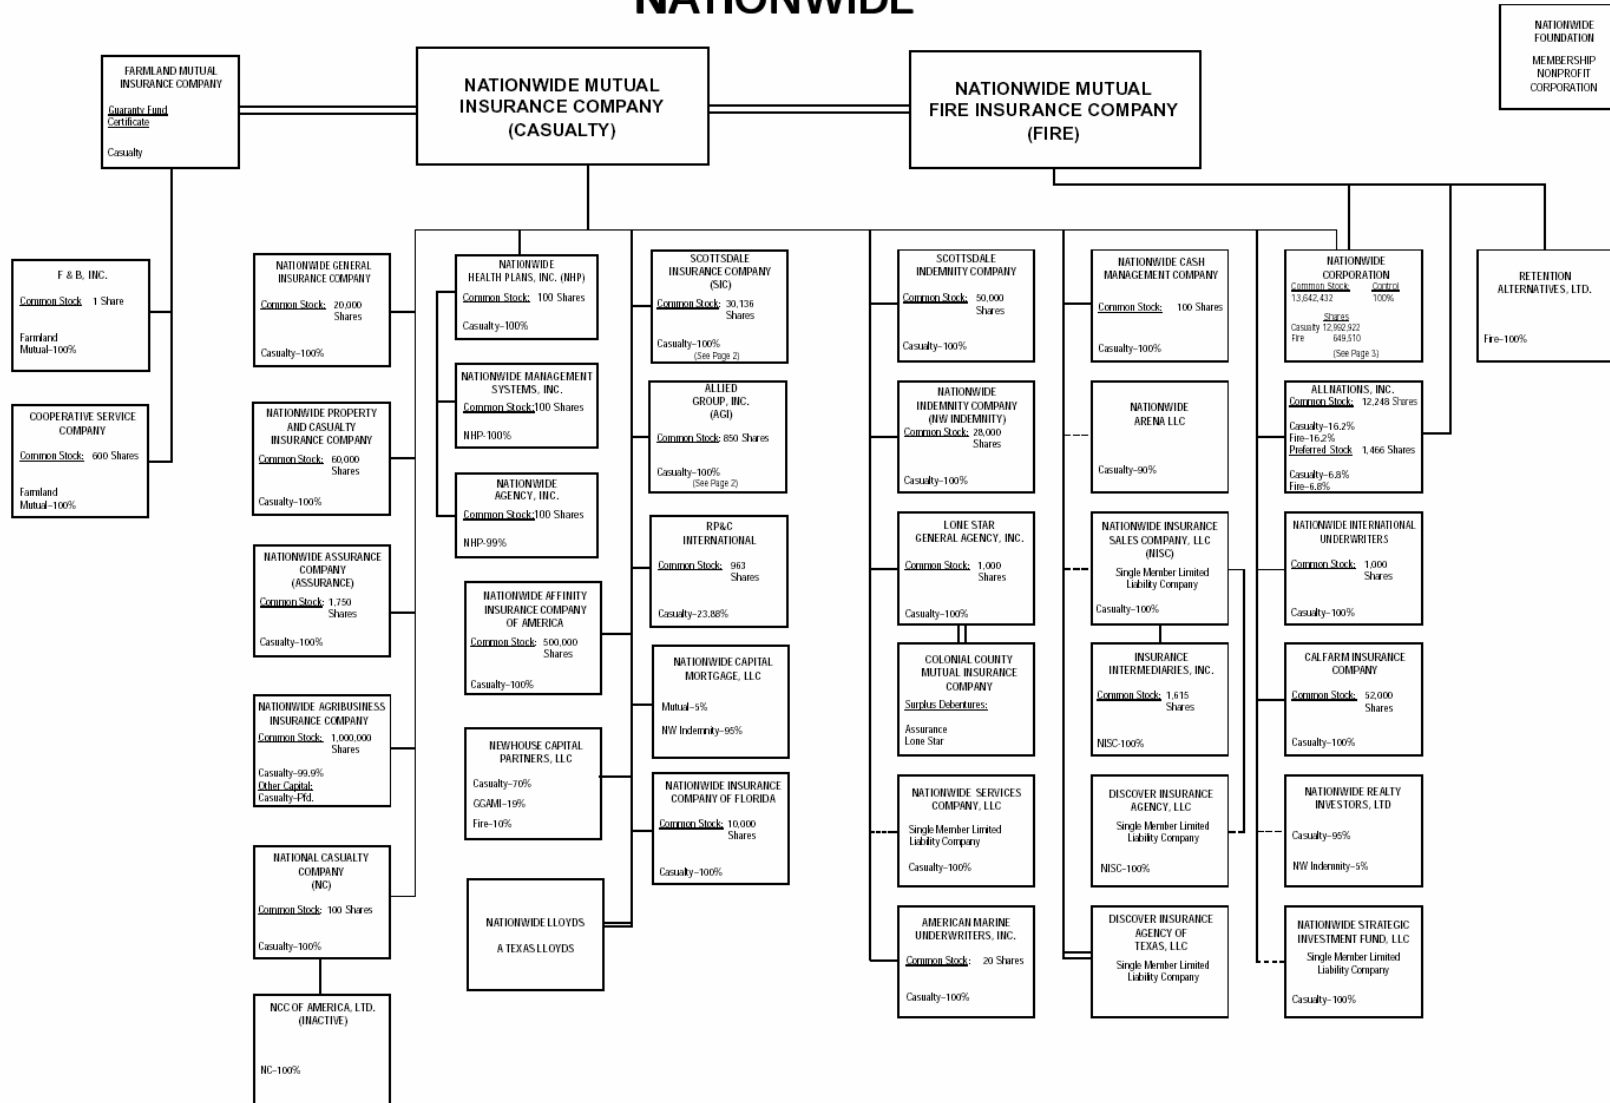 NATIONWIDE
NATIONWIDE
FOUNDATION
MEMBERSHIP
NONPROFIT
CORPORATION
FARMLAND MUTUAL
INSURANCE COMPANY
Guaranty Fund
Certificate
Casualty
NATIONWIDE MUTUAL
INSURANCE COMPANY
(CASUALTY)
NATIONWIDE MUTUAL
FIRE INSURANCE COMPANY
(FIRE)
F & B, INC.
Common Stock 1 Share
Farmland
Mutual-100%
COOPERATIVE SERVICE
COMPANY
Common Stock: 600 Shares
Farmland
Mutual-100%
NATIONWIDE GENERAL
INSURANCE COMPANY
Common Stock: 20,000
Shares
Casualty-100%
NATIONWIDE PROPERTY
AND CASUALTY
INSURANCE COMPANY
Common Stock: 60,000
Shares
Casualty-100%
NATIONWIDE ASSURANCE
COMPANY
(ASSURANCE)
Common Stock: 1,750
Shares
Casualty-100%
NATIONWIDE AGRIBUSINESS
INSURANCE COMPANY
Common Stock: 1,000,000
Shares
Casualty-99.9%
Other Capital:
Casualty-Pfd.
NATIONAL CASUALTY
COMPANY
(NC)
Common Stock: 100 Shares
Casualty-100%
NCC OF AMERICA, LTD.
(INACTIVE)
NC-100%
NATIONWIDE
HEALTH PLANS, INC. (NHP)
Common Stock: 100 Shares
Casualty-100%
NATIONWIDE MANAGEMENT
SYSTEMS, INC.
Common Stock:100 Shares
NHP-100%
NATIONWIDE
AGENCY, INC.
Common Stock:100 Shares
NHP-99%
NATIONWIDE AFFINITY
INSURANCE COMPANY
OF AMERICA
Common Stock: 500,000
Shares
Casualty-100%
NEWHOUSE CAPITAL
PARTNERS, LLC
Casualty-70%
GGAMI-19%
Fire-10%
NATIONWIDE LLOYDS
A TEXAS LLOYDS
SCOTTSDALE
INSURANCE COMPANY
(SIC)
Common Stock: 30,136
Shares
Casualty-100%
(See Page 2)
ALLIED
GROUP, INC.
(AGI)
Common Stock: 850 Shares
Casualty-100%
(See Page 2)
RP&C
INTERNATIONAL
Common Stock: 963
Shares
Casualty-23.88%
NATIONWIDE CAPITAL
MORTGAGE, LLC
Mutual-5%
NW Indemnity-95%
NATIONWIDE INSURANCE
COMPANY OF FLORIDA
Common Stock: 10,000
Shares
Casualty-100%
SCOTTSDALE
INDEMNITY COMPANY
Common Stock: 50,000
Shares
Casualty-100%
NATIONWIDE
INDEMNITY COMPANY
(NW INDEMNITY)
Common Stock: 28,000
Shares
Casualty-100%
LONE STAR
GENERAL AGENCY, INC.
Common Stock: 1,000
Shares
Casualty-100%
COLONIAL COUNTY
MUTUAL INSURANCE
COMPANY
Surplus Debentures:
Assurance
Lone Star
NATIONWIDE SERVICES
COMPANY, LLC
Single Member Limited
Liability Company
Casualty-100%
AMERICAN MARINE
UNDERWRITERS, INC.
Common Stock: 20 Shares
Casualty-100%
NATIONWIDE CASH
MANAGEMENT COMPANY
Common Stock: 100 Shares
Casualty-100%
NATIONWIDE
ARENA LLC
Casualty-90%
NATIONWIDE INSURANCE
SALES COMPANY, LLC
(NISC)
Single Member Limited
Liability Company
Casualty-100%
INSURANCE
INTERMEDIARIES, INC.
Common Stock: 1,615
Shares
NISC-100%
DISCOVER INSURANCE
AGENCY, LLC
Single Member Limited
Liability Company
NISC-100%
DISCOVER INSURANCE
AGENCY OF
TEXAS, LLC
Single Member Limited
Liability Company
NATIONWIDE
CORPORATION
Common Stock: Control
13,642,432 100%
Shares
Casualty 12,992,922
Fire 649,510
(See Page 3)
ALLNATIONS, INC.
Common Stock: 12,248 Shares
Casualty-16.2%
Fire-16.2%
Preferred Stock 1,466 Shares
Casualty-6.8%
Fire-6.8%
NATIONWIDE INTERNATIONAL
UNDERWRITERS
Common Stock: 1,000
Shares
Casualty-100%
CALFARM INSURANCE
COMPANY
Common Stock: 52,000
Shares
Casualty-100%
NATIONWIDE REALTY
INVESTORS, LTD
Casualty-95%
NW Indemnity-5%
NATIONWIDE STRATEGIC
INVESTMENT FUND, LLC
Single Member Limited
Liability Company
Casualty-100%
RETENTION
ALTERNATIVES, LTD.
Fire-100%